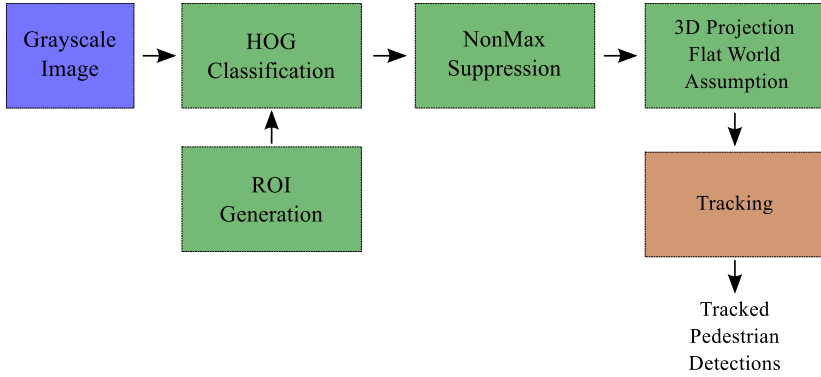 Grayscale
Image
HOG
Classification
NonMax
Suppression
3D Projection
Flat World
Assumption
ROI
Generation
Tracking
Tracked
Pedestrian
Detections